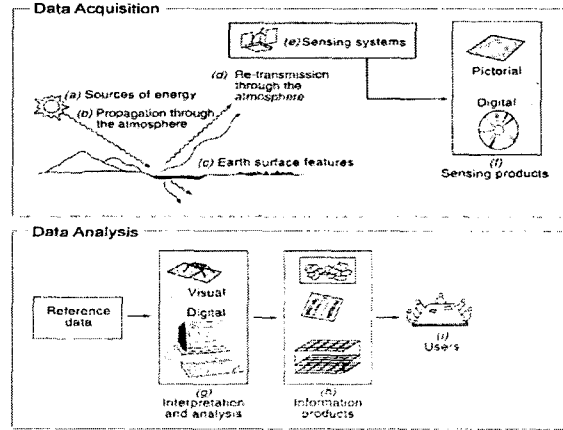 Data Acquisition
(e) Sensing systems
(d) Re-transmission
through the
atmosphere
(a) Sources of energy
(b) Propagation through
the atmosphere
(c) Earth surface features
Pictorial
Digital
(f)
Sensing products
Data Analysis
Reference
data
Visual
Digital
(g)
Interpretation
and analysis
(h)
Information
products
(i)
Users